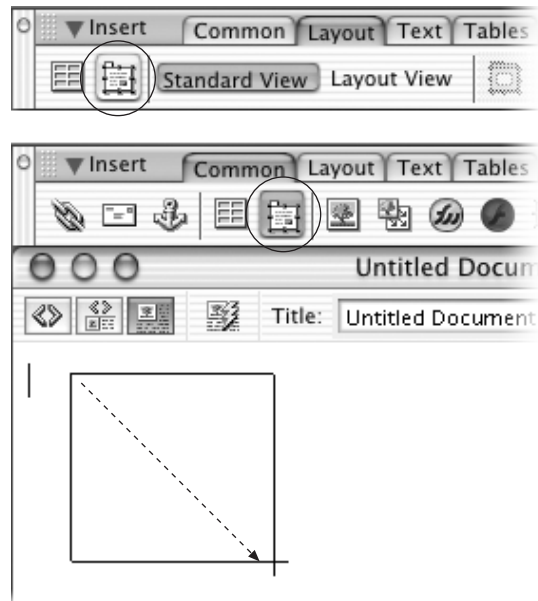 Insert Common Layout Text Tables
Standard View Layout View
Insert Common Layout Text Tables
Untitled Docum
Title: Untitled Document